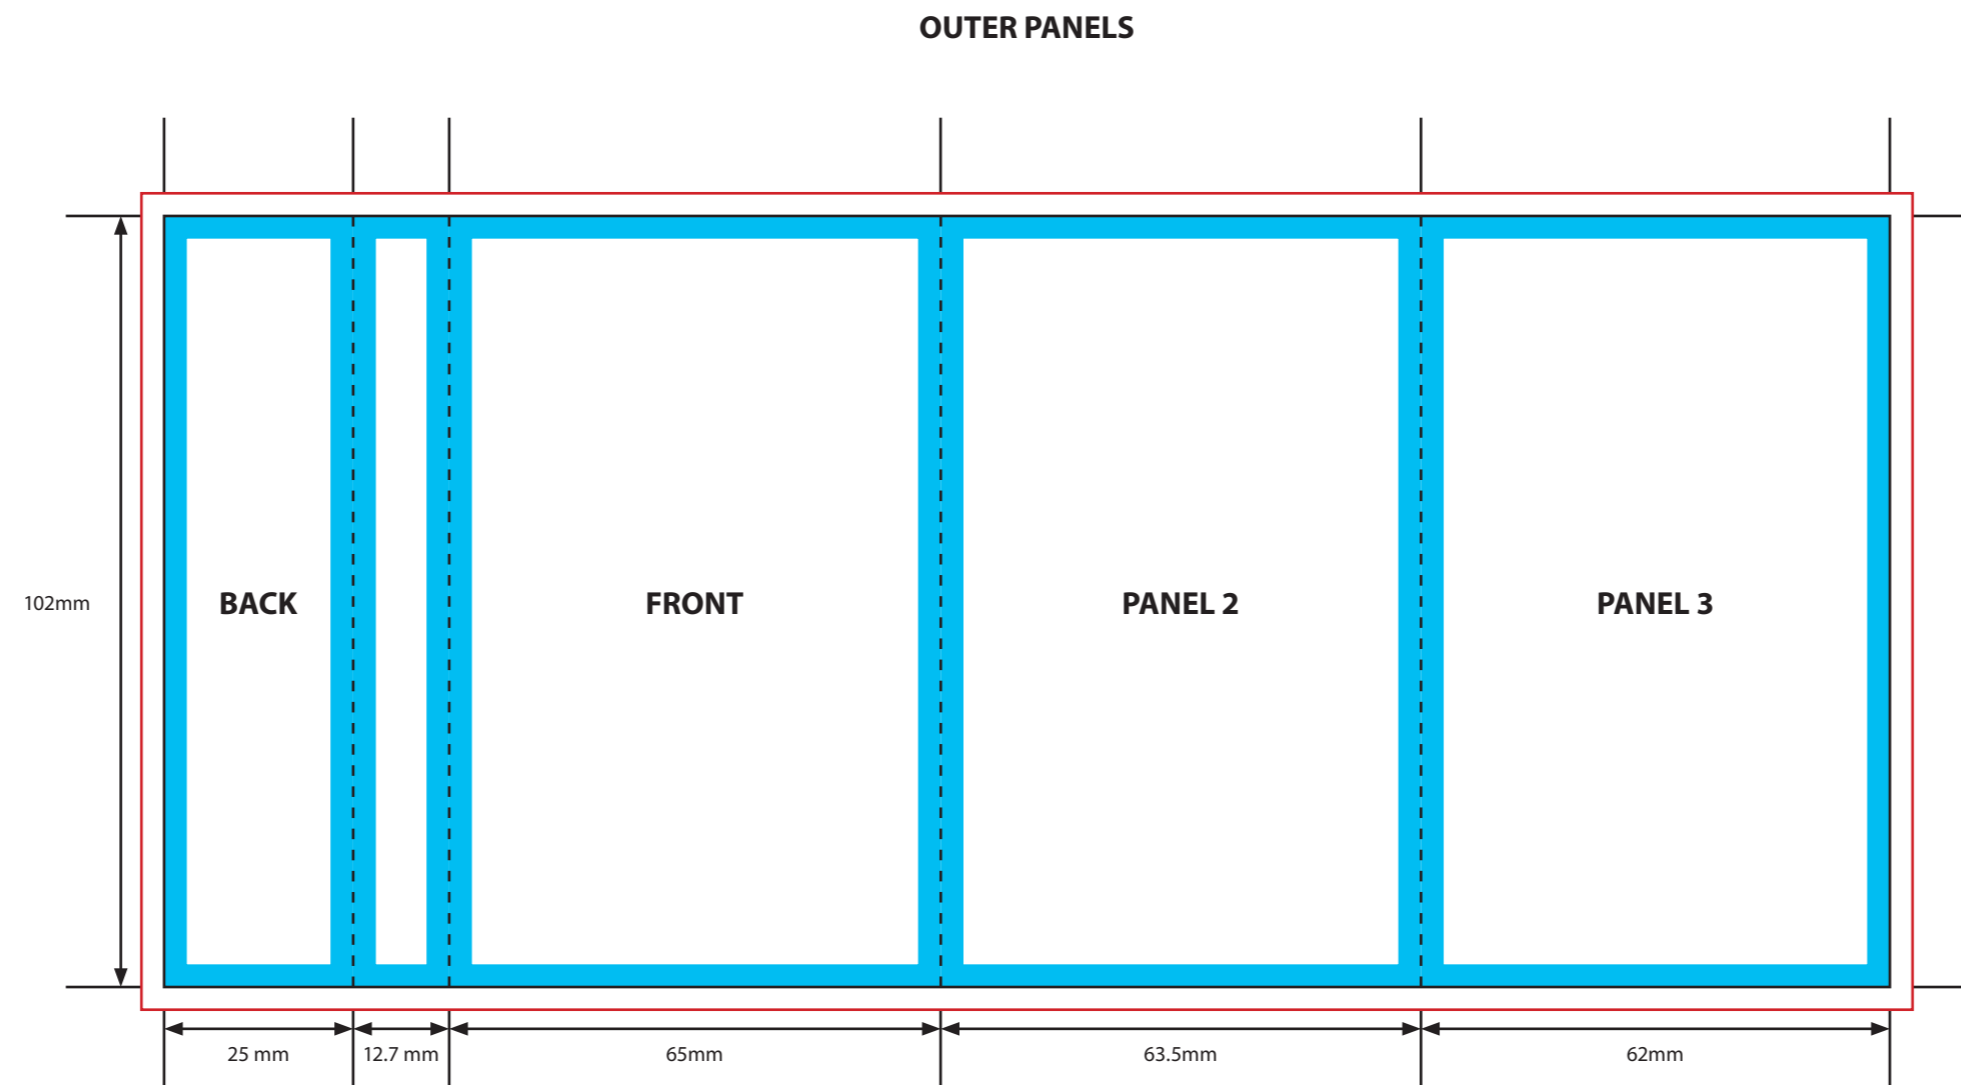 OUTER PANELS
102mm
BACK
FRONT
PANEL 2
PANEL 3
25 mm
12.7 mm
65mm
63.5mm
62mm